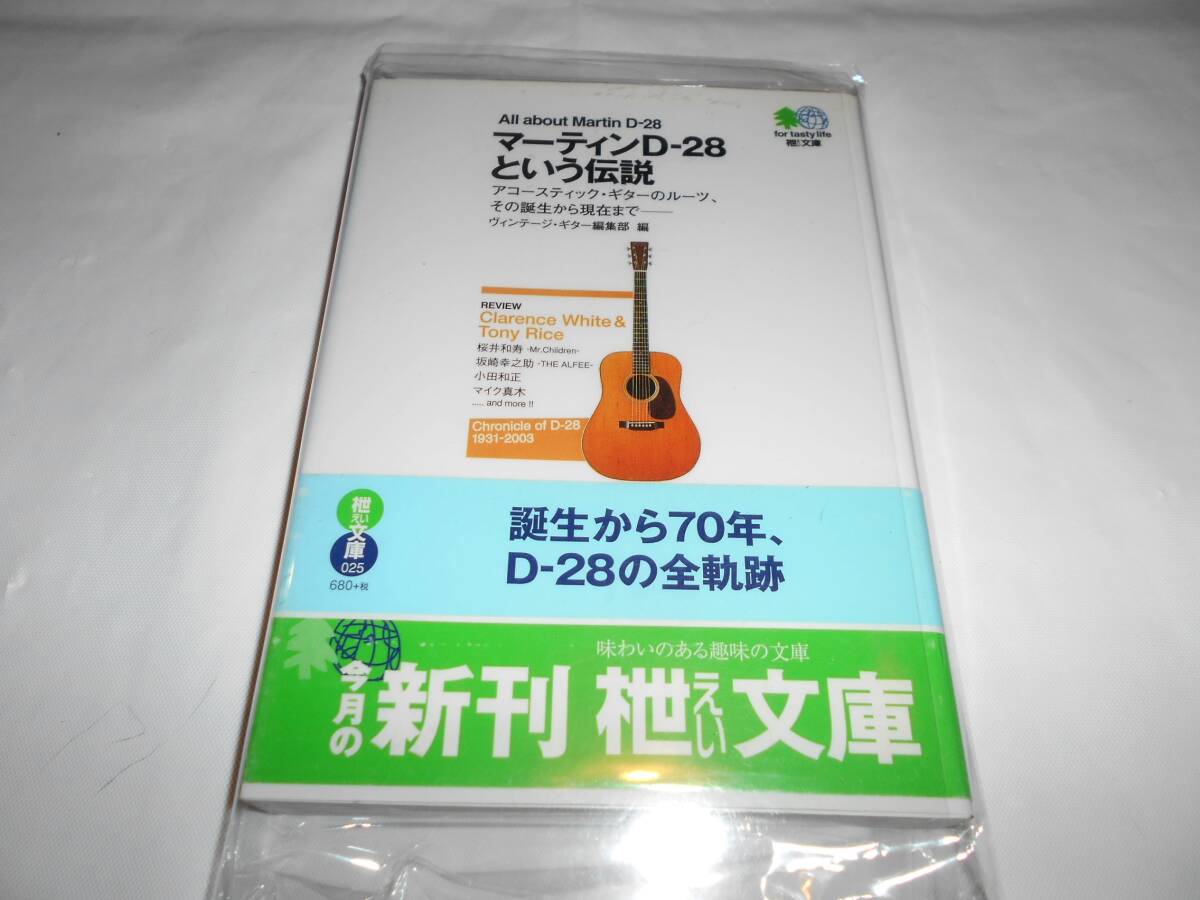 All about Martin D-28
マーティンD-28
という伝説
アコースティック・ギターのルーツ、
その誕生から現在まで──
ヴィンテージ・ギター編集部 編
for tasty life
枻文庫
REVIEW
Clarence White &
Tony Rice
桜井和寿 -Mr.Children-
坂崎幸之助 -THE ALFEE-
小田和正
マイク真木
..... and more !!
Chronicle of D-28
1931-2003
枻えい文庫
025
680+税
誕生から70年、
D-28の全軌跡
味わいのある趣味の文庫
今月の新刊 枻えい文庫